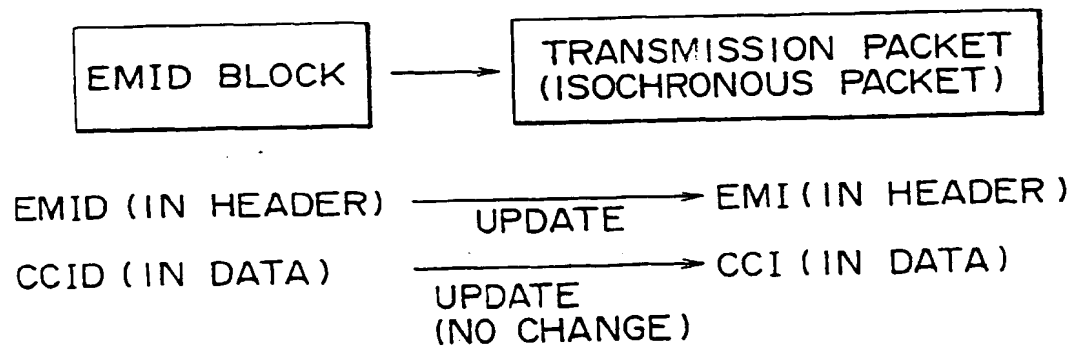 EMID BLOCK
TRANSMISSION PACKET
(ISOCHRONOUS PACKET)
EMID (IN HEADER)
UPDATE
EMI (IN HEADER)
CCID (IN DATA)
UPDATE
(NO CHANGE)
CCI (IN DATA)